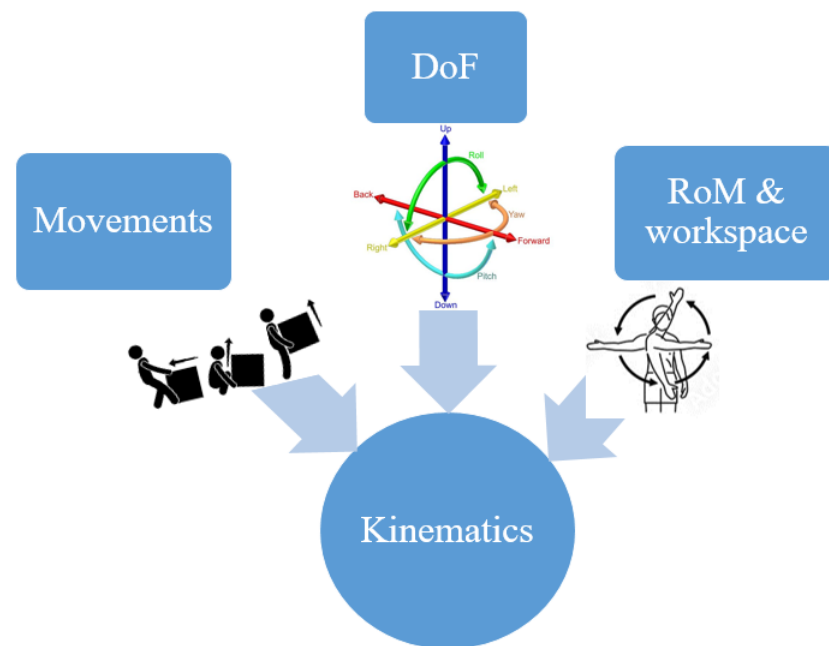 DoF
Movements
RoM &
workspace
Up
Roll
Left
Back
Yaw
Right
Forward
Pitch
Down
Kinematics